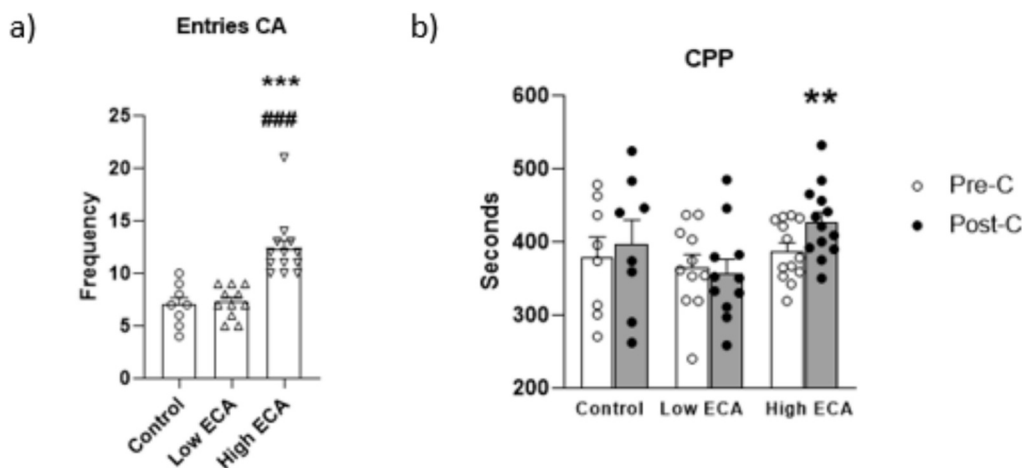 a)
Entries CA
***
###
25
20
15
10
5
0
Frequency
Control
Low ECA
High ECA
b)
CPP
**
600
500
400
300
200
Seconds
Control Low ECA High ECA
Pre-C
Post-C